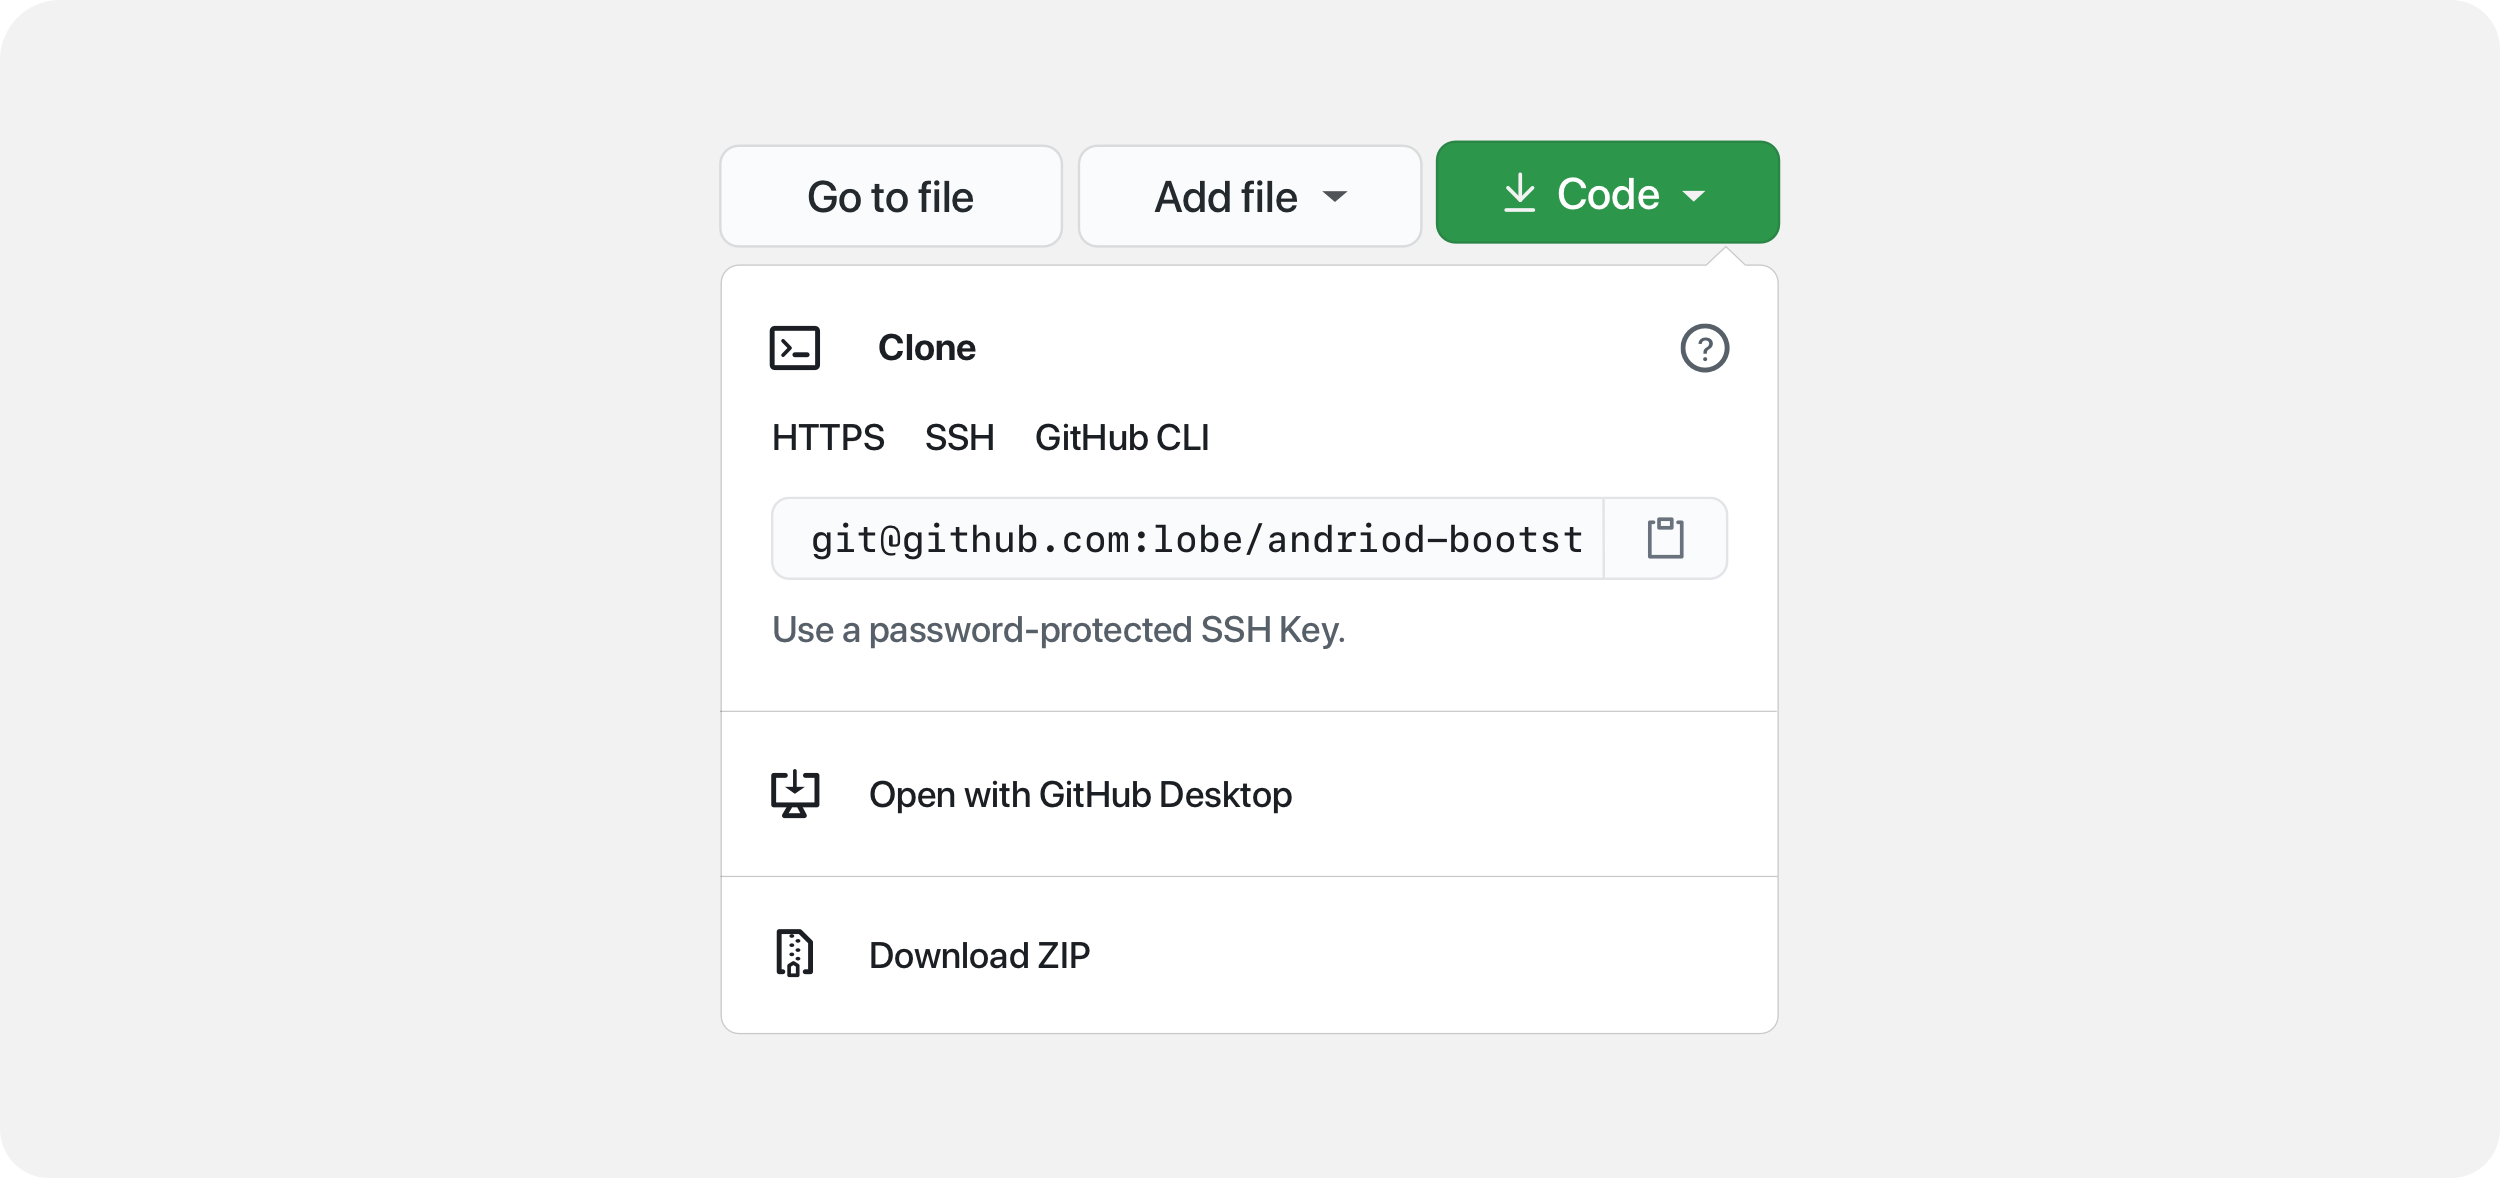 Go to file
Add file
Code
Clone
HTTPS SSH GitHub CLI
git@github.com:lobe/andriod-bootst
Use a password-protected SSH Key.
Open with GitHub Desktop
Download ZIP